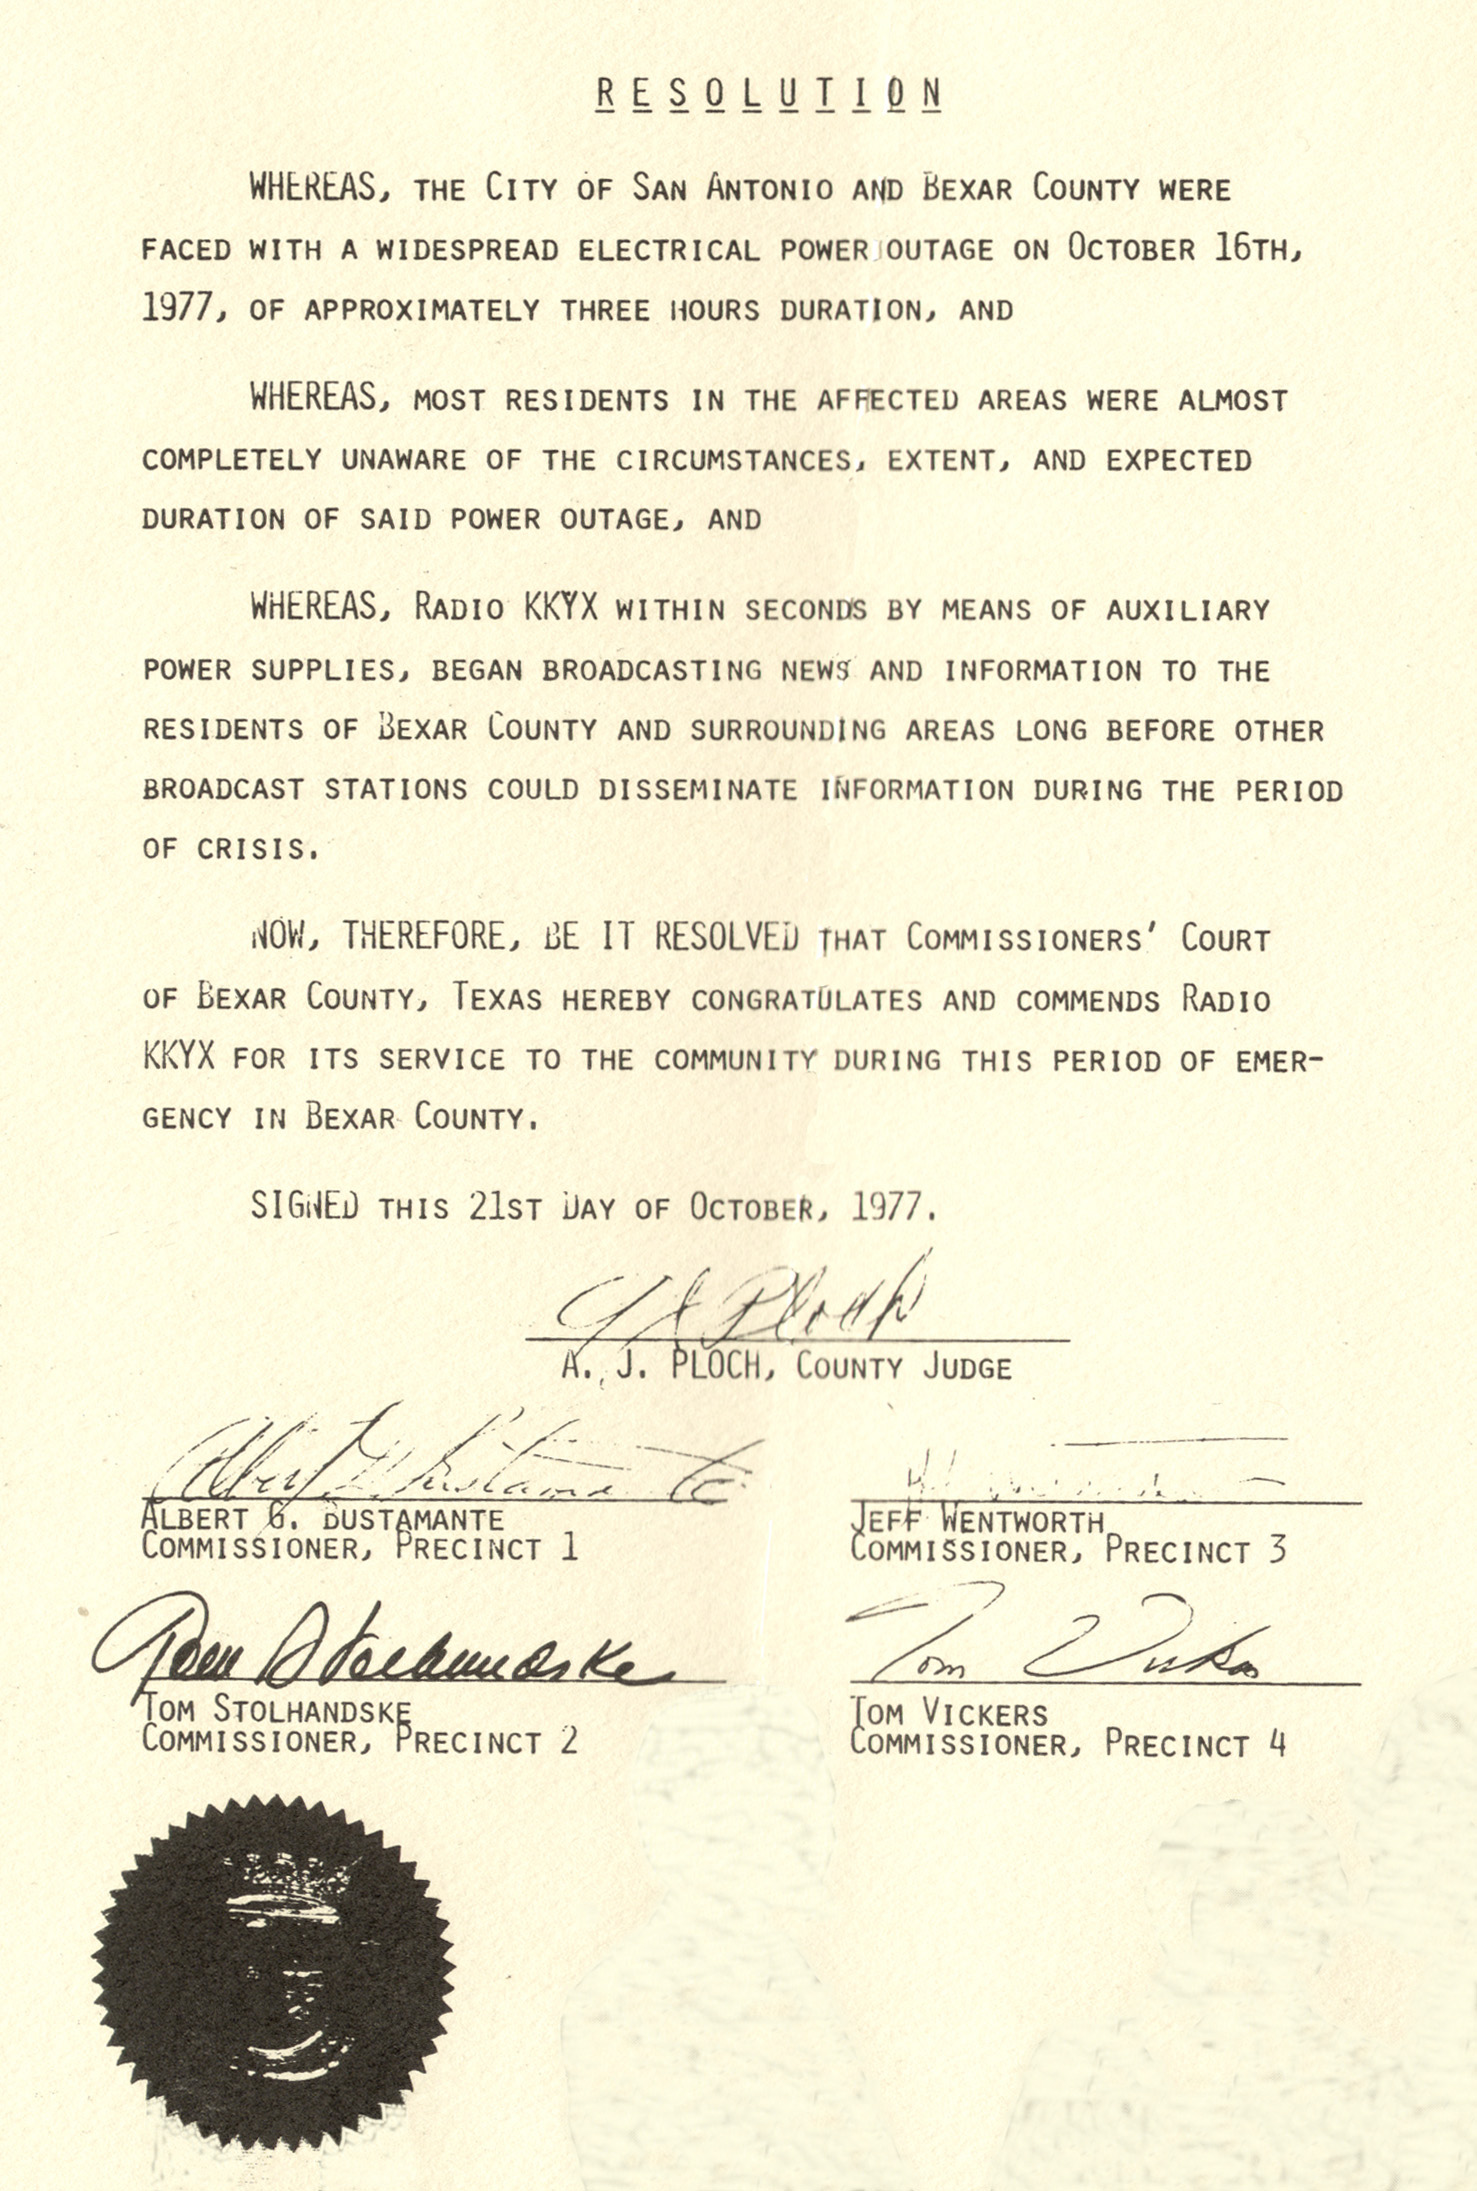 RESOLUTION
WHEREAS, THE CITY OF SAN ANTONIO AND BEXAR COUNTY WERE
FACED WITH A WIDESPREAD ELECTRICAL POWER OUTAGE ON OCTOBER 16TH,
1977, OF APPROXIMATELY THREE HOURS DURATION, AND
WHEREAS, MOST RESIDENTS IN THE AFFECTED AREAS WERE ALMOST
COMPLETELY UNAWARE OF THE CIRCUMSTANCES, EXTENT, AND EXPECTED
DURATION OF SAID POWER OUTAGE, AND
WHEREAS, RADIO KKYX WITHIN SECONDS BY MEANS OF AUXILIARY
POWER SUPPLIES, BEGAN BROADCASTING NEWS AND INFORMATION TO THE
RESIDENTS OF BEXAR COUNTY AND SURROUNDING AREAS LONG BEFORE OTHER
BROADCAST STATIONS COULD DISSEMINATE INFORMATION DURING THE PERIOD
OF CRISIS.
NOW, THEREFORE, BE IT RESOLVED THAT COMMISSIONERS' COURT
OF BEXAR COUNTY, TEXAS HEREBY CONGRATULATES AND COMMENDS RADIO
KKYX FOR ITS SERVICE TO THE COMMUNITY DURING THIS PERIOD OF EMER-
GENCY IN BEXAR COUNTY.
SIGNED THIS 21ST DAY OF OCTOBER, 1977.
A J Ploch
A. J. PLOCH, COUNTY JUDGE
Albert G. Bustamante
ALBERT G. BUSTAMANTE
COMMISSIONER, PRECINCT 1
JEFF WENTWORTH
COMMISSIONER, PRECINCT 3
Tom Stolhandske
TOM STOLHANDSKE
COMMISSIONER, PRECINCT 2
Tom Vickers
TOM VICKERS
COMMISSIONER, PRECINCT 4